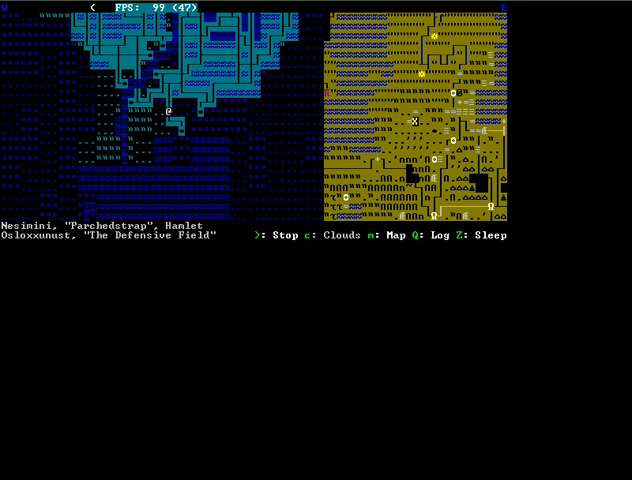 W ( FPS: 99 (47) E
Nesimini, "Parchedstrap", Hamlet
Osloxxunust, "The Defensive Field" >: Stop c: Clouds m: Map Q: Log Z: Sleep